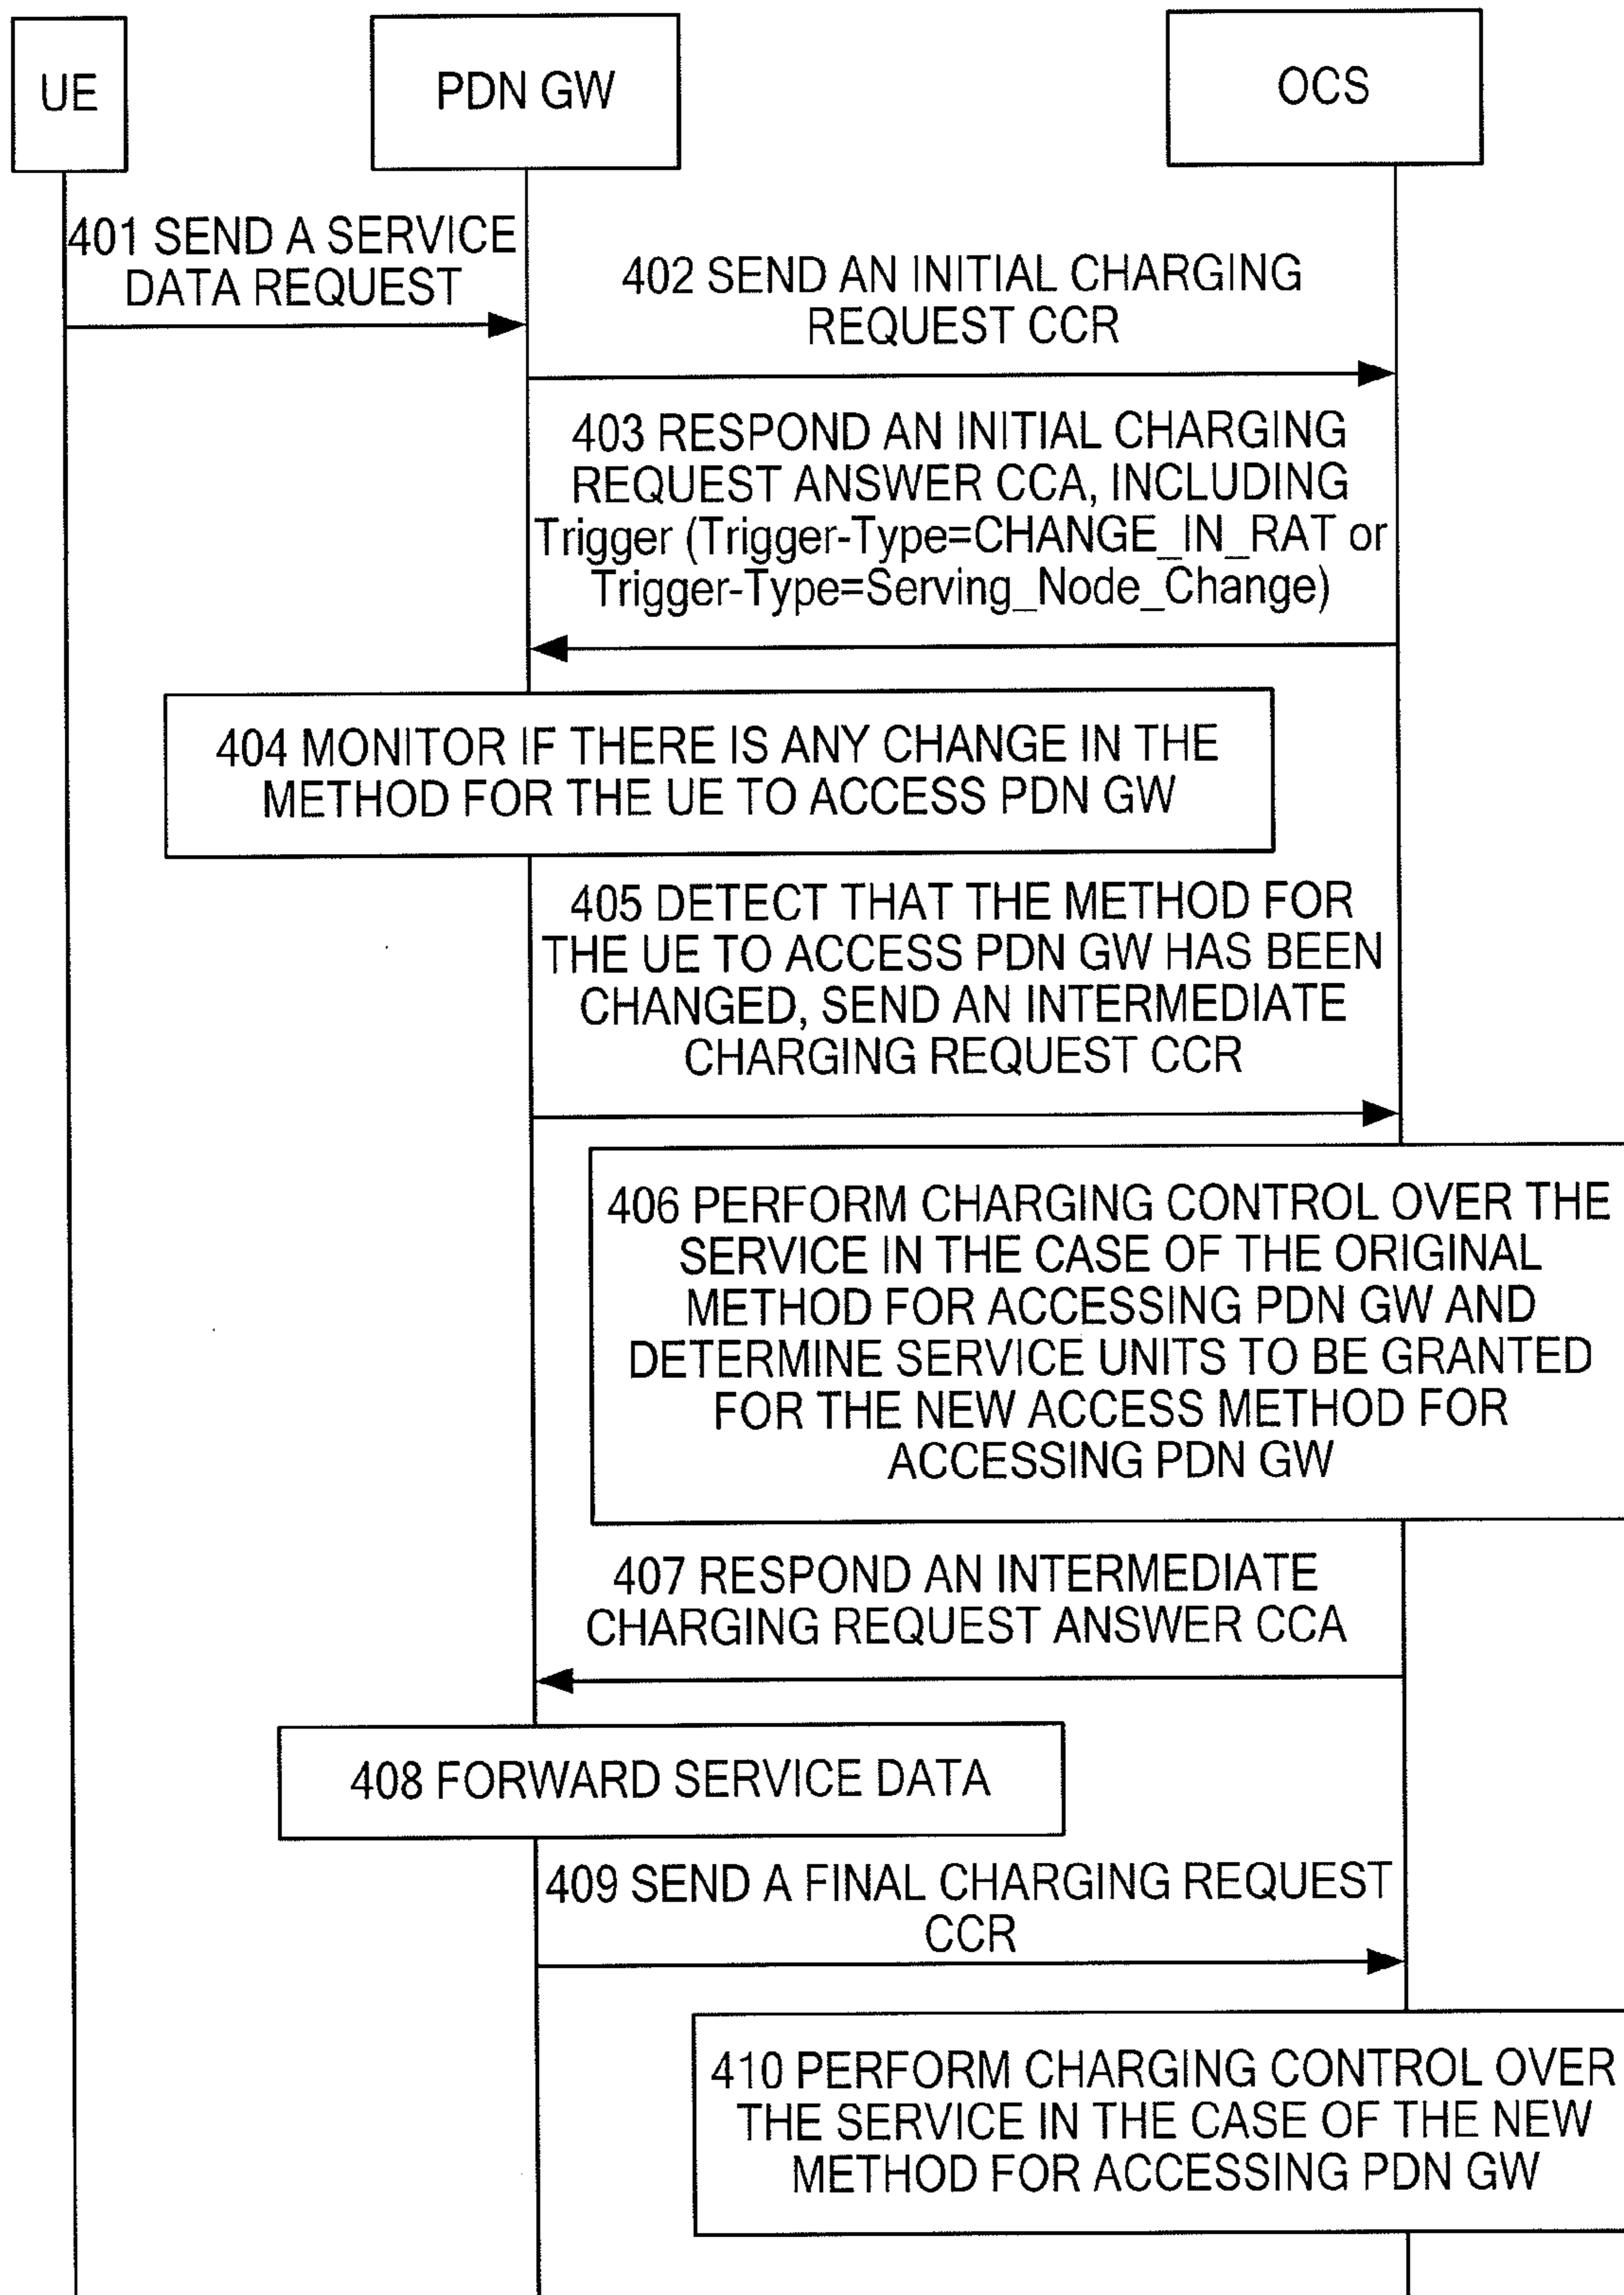 UE
PDN GW
OCS
401 SEND A SERVICE
DATA REQUEST
402 SEND AN INITIAL CHARGING
REQUEST CCR
403 RESPOND AN INITIAL CHARGING
REQUEST ANSWER CCA, INCLUDING
Trigger (Trigger-Type=CHANGE_IN_RAT or
Trigger-Type=Serving_Node_Change)
404 MONITOR IF THERE IS ANY CHANGE IN THE
METHOD FOR THE UE TO ACCESS PDN GW
405 DETECT THAT THE METHOD FOR
THE UE TO ACCESS PDN GW HAS BEEN
CHANGED, SEND AN INTERMEDIATE
CHARGING REQUEST CCR
406 PERFORM CHARGING CONTROL OVER THE
SERVICE IN THE CASE OF THE ORIGINAL
METHOD FOR ACCESSING PDN GW AND
DETERMINE SERVICE UNITS TO BE GRANTED
FOR THE NEW ACCESS METHOD FOR
ACCESSING PDN GW
407 RESPOND AN INTERMEDIATE
CHARGING REQUEST ANSWER CCA
408 FORWARD SERVICE DATA
409 SEND A FINAL CHARGING REQUEST
CCR
410 PERFORM CHARGING CONTROL OVER
THE SERVICE IN THE CASE OF THE NEW
METHOD FOR ACCESSING PDN GW